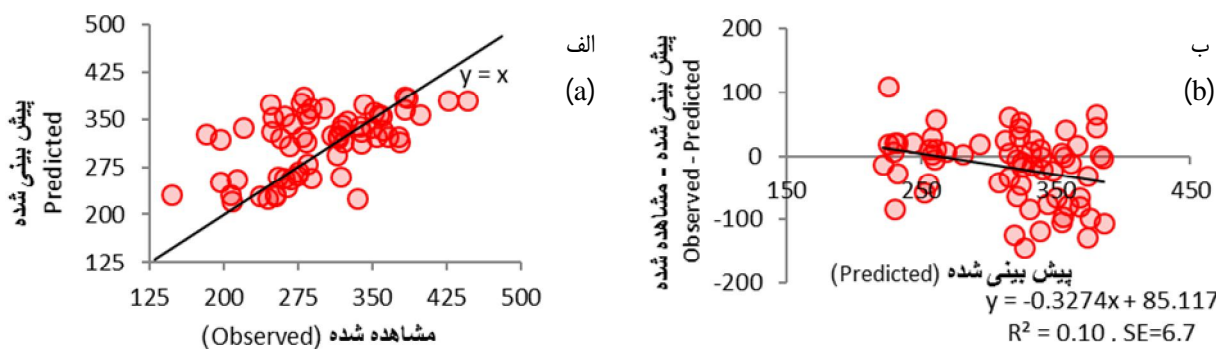 500
425
350
275
200
125
125 200 275 350 425 500
پیش بینی شده
Predicted
مشاهده شده (Observed)
y = x
الف
(a)
200
100
0
-100
-200
150 250 350 450
مشاهده شده - پیش بینی شده
Observed - Predicted
پیش بینی شده (Predicted)
y = -0.3274x + 85.117
R² = 0.10 . SE=6.7
ب
(b)